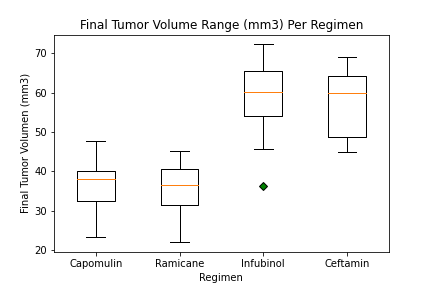 Final Tumor Volume Range (mm3) Per Regimen
Final Tumor Volumen (mm3)
70
60
50
40
30
20
Capomulin Ramicane Infubinol Ceftamin
Regimen